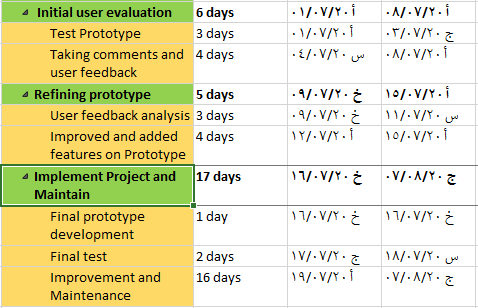 Initial user evaluation 6 days أ ٠١/٠٧/٢٠ أ ٠٨/٠٧/٢٠
Test Prototype 3 days أ ٠١/٠٧/٢٠ ج ٠٣/٠٧/٢٠
Taking comments and 4 days س ٠٤/٠٧/٢٠ أ ٠٨/٠٧/٢٠
user feedback
Refining prototype 5 days خ ٠٩/٠٧/٢٠ أ ١٥/٠٧/٢٠
User feedback analysis 3 days خ ٠٩/٠٧/٢٠ س ١١/٠٧/٢٠
Improved and added 4 days أ ١٢/٠٧/٢٠ أ ١٥/٠٧/٢٠
features on Prototype
Implement Project and 17 days خ ١٦/٠٧/٢٠ ج ٠٧/٠٨/٢٠
Maintain
Final prototype 1 day خ ١٦/٠٧/٢٠ خ ١٦/٠٧/٢٠
development
Final test 2 days ج ١٧/٠٧/٢٠ س ١٨/٠٧/٢٠
Improvement and 16 days أ ١٩/٠٧/٢٠ ج ٠٧/٠٨/٢٠
Maintenance